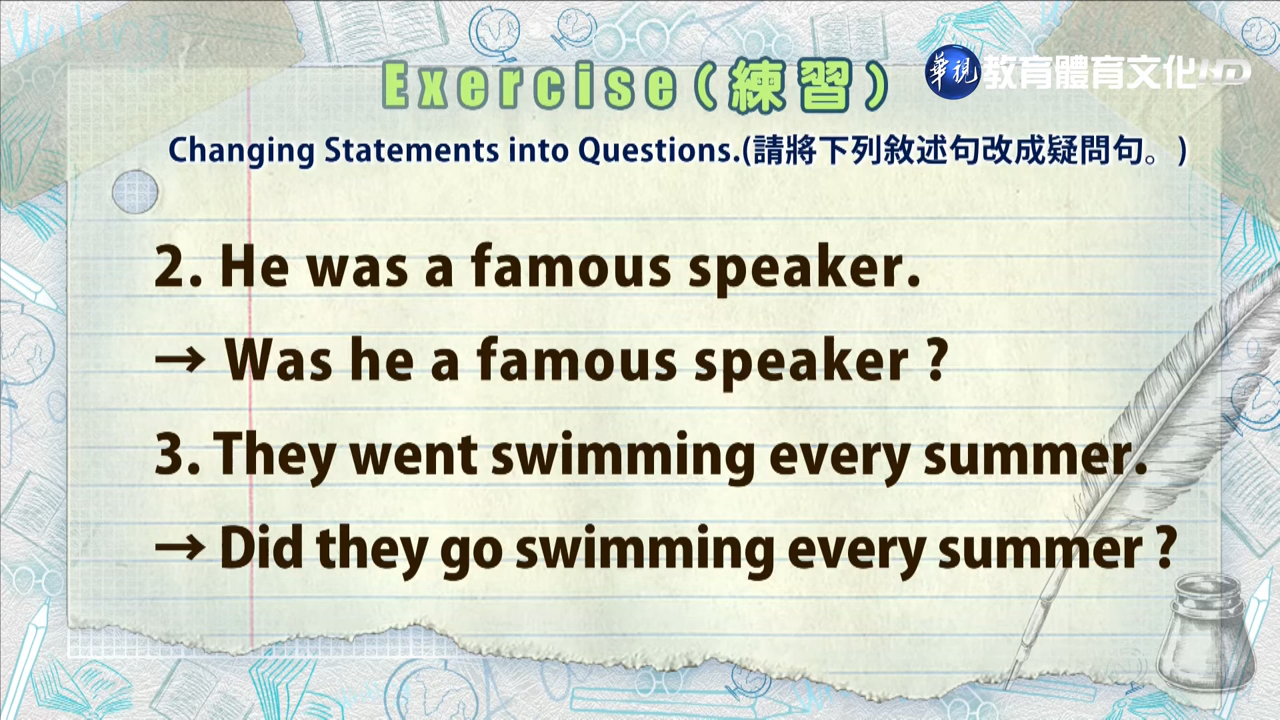 Writing
華視 教育體育文化HD
Exercise(練習)
Changing Statements into Questions.(請將下列敘述句改成疑問句。)
2. He was a famous speaker.
→ Was he a famous speaker ?
3. They went swimming every summer.
→ Did they go swimming every summer ?